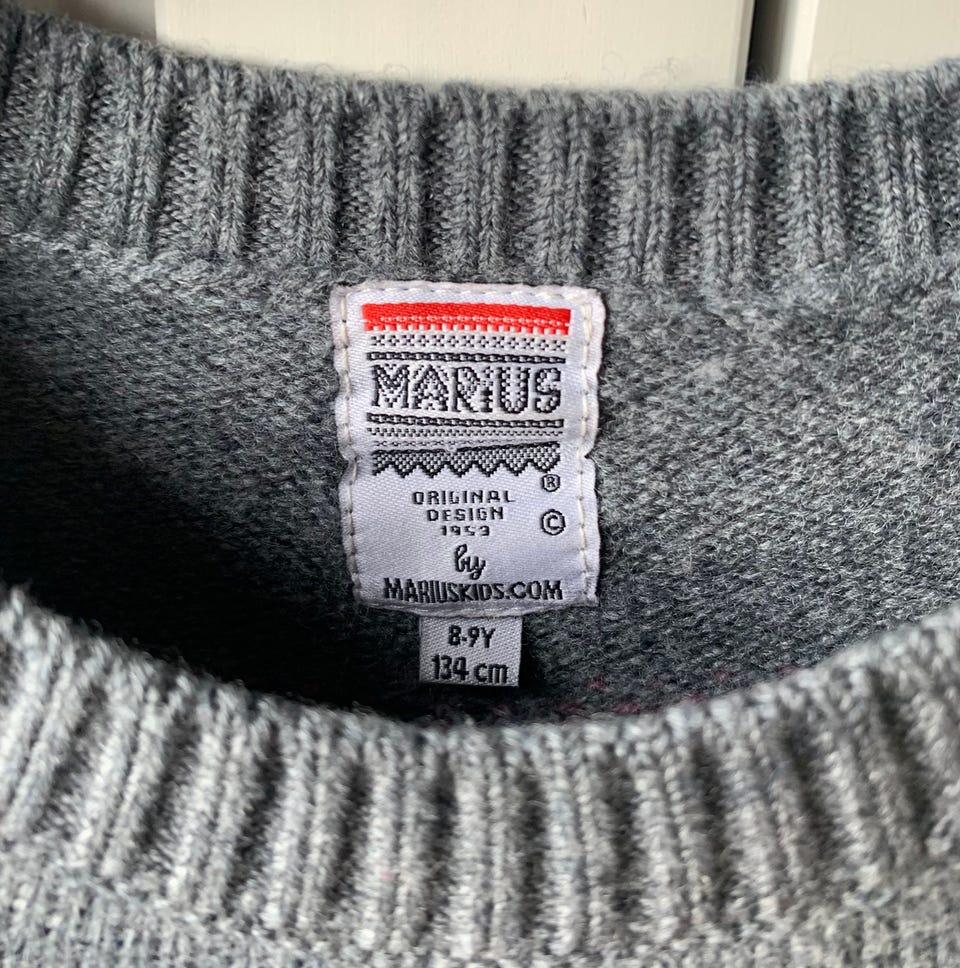 MARiUS
®
ORIGINAL
DESIGN
©
1953
by
MARIUSKIDS.COM
8-9Y
134 cm